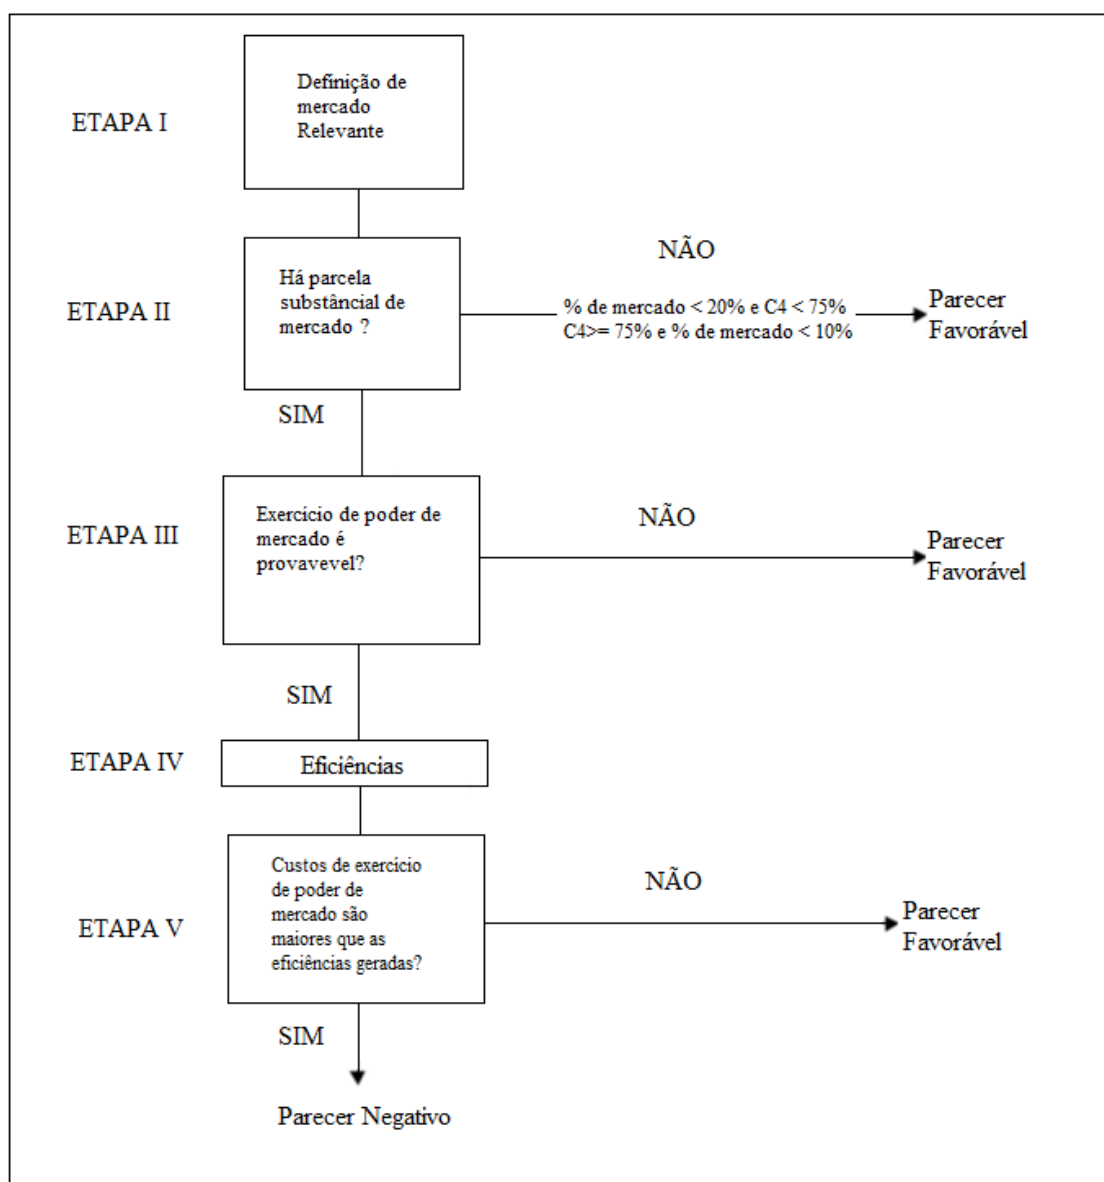 ETAPA I
Definição de
mercado
Relevante
ETAPA II
Há parcela
substâncial de
mercado ?
NÃO
% de mercado < 20% e C4 < 75%
C4>= 75% e % de mercado < 10%
Parecer
Favorável
SIM
ETAPA III
Exercício de poder de
mercado é
provavevel?
NÃO
Parecer
Favorável
SIM
ETAPA IV
Eficiências
ETAPA V
Custos de exercício
de poder de
mercado são
maiores que as
eficiências geradas?
NÃO
Parecer
Favorável
SIM
Parecer Negativo